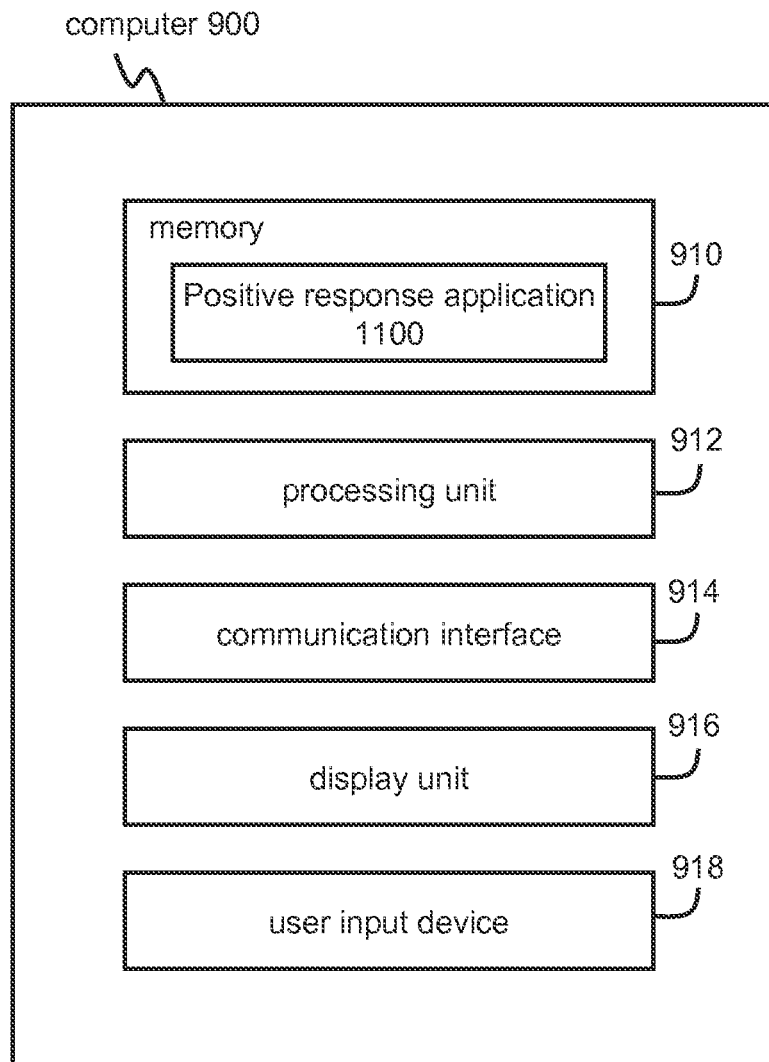 computer 900
memory
910
Positive response application
1100
912
processing unit
914
communication interface
916
display unit
918
user input device